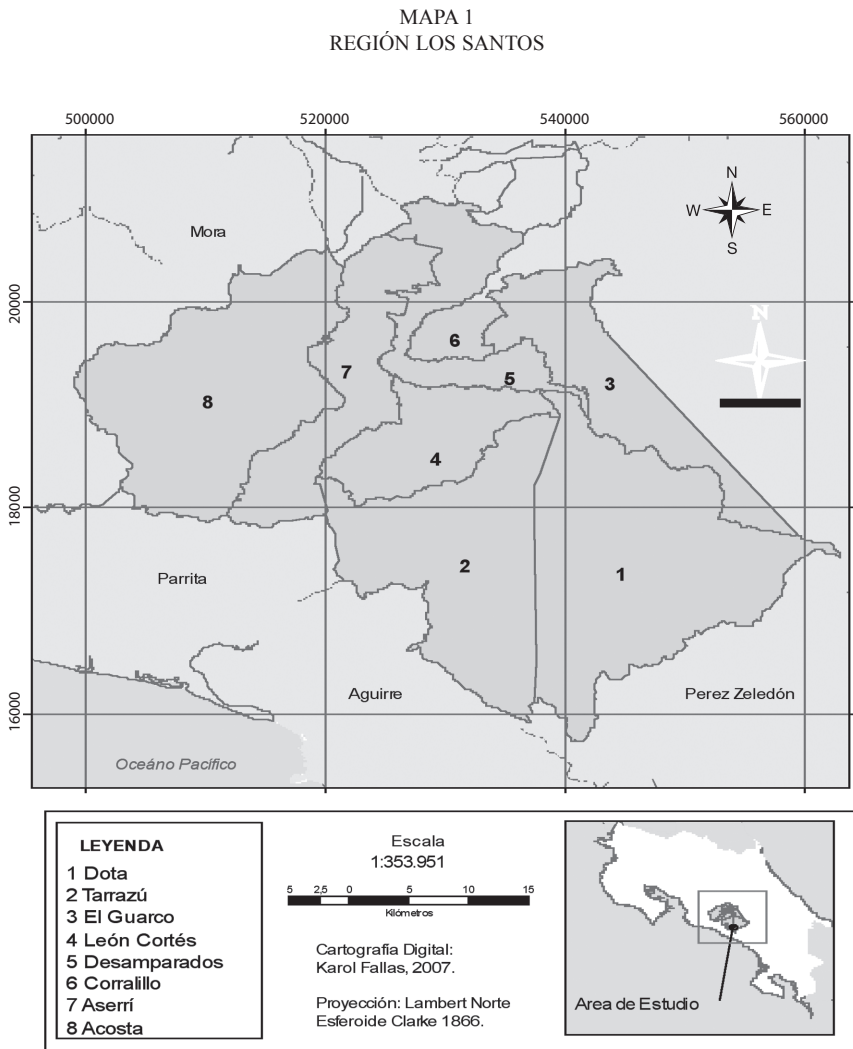 MAPA 1
REGIÓN LOS SANTOS
500000 520000 540000 560000
N
W E
S
Mora
20000
N
6
7
5
3
8
4
18000
2
1
Parrita
Aguirre
Perez Zeledón
16000
Oceáno Pacífico
LEYENDA
1 Dota
2 Tarrazú
3 El Guarco
4 León Cortés
5 Desamparados
6 Corralillo
7 Aserrí
8 Acosta
Escala
1:353.951
5 2,5 0 5 10 15
Kilómetros
Cartografía Digital:
Karol Fallas, 2007.
Proyección: Lambert Norte
Esferoide Clarke 1866.
Area de Estudio